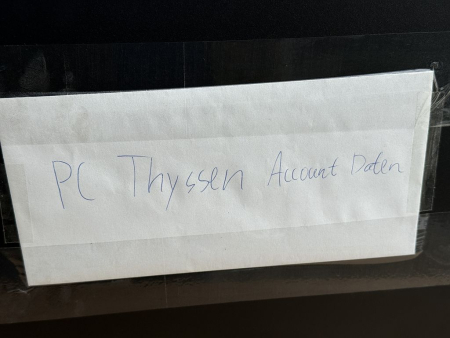 PC Thyssen Account Daten